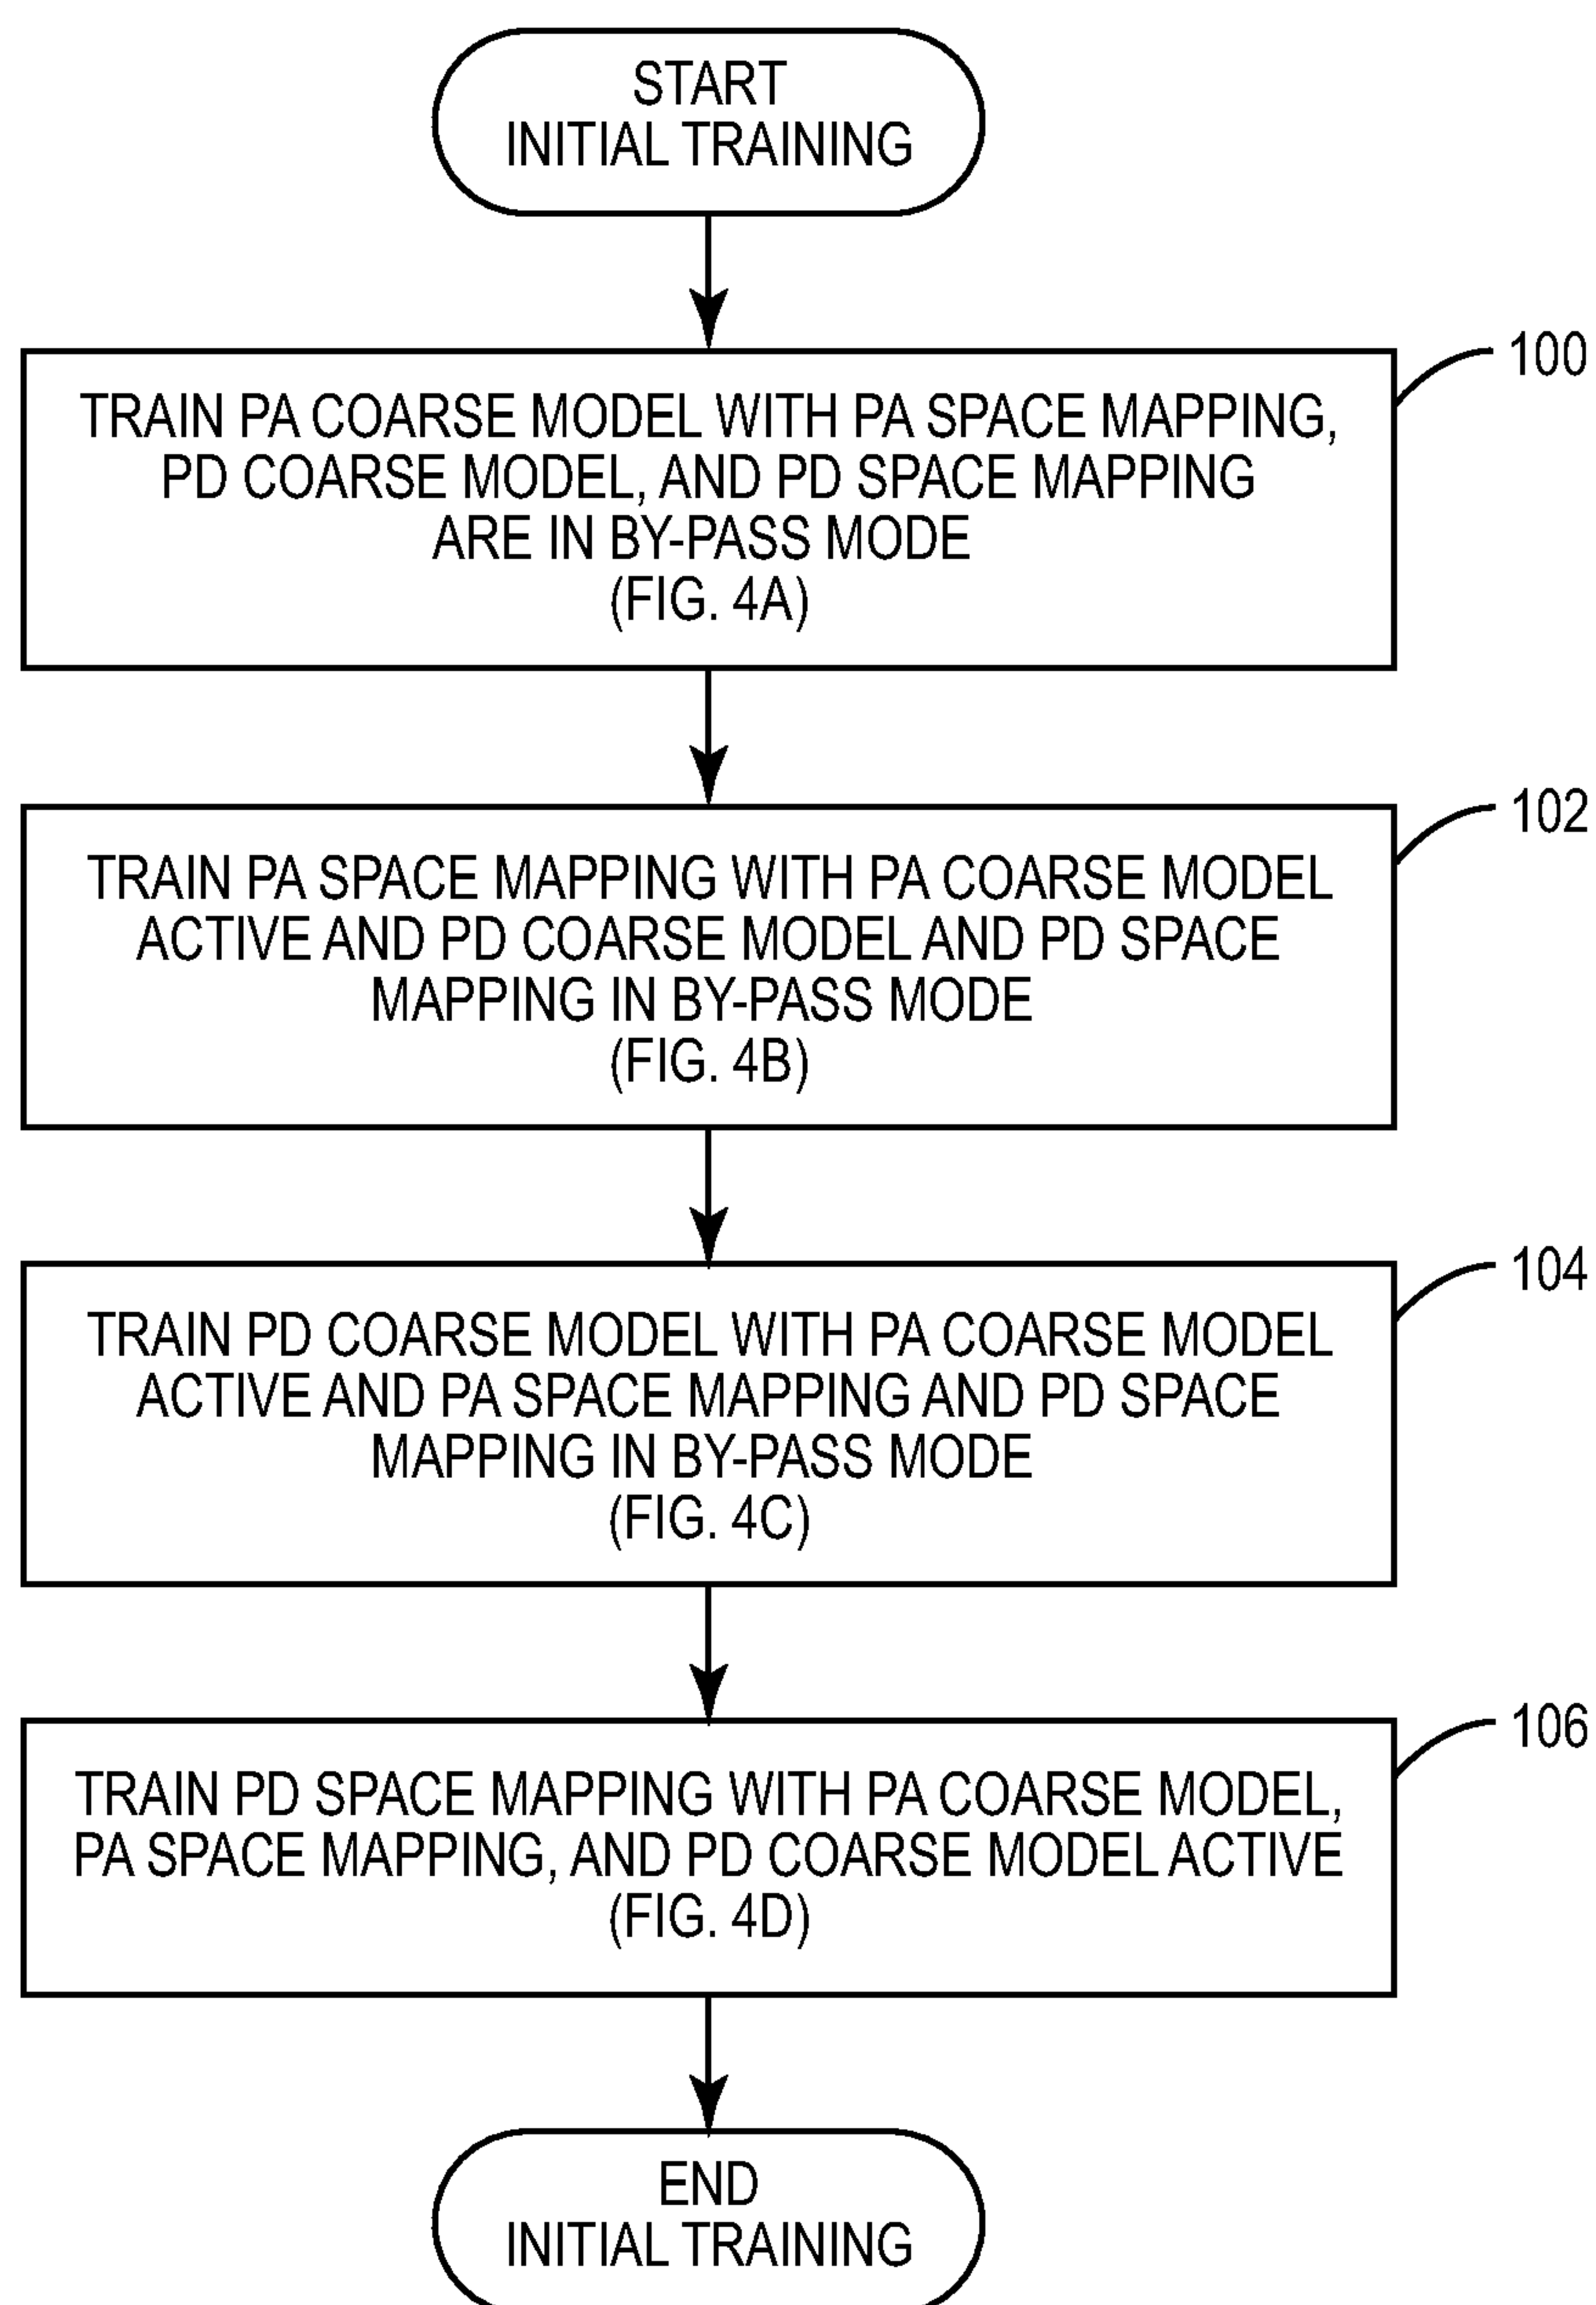 START
INITIAL TRAINING
100
TRAIN PA COARSE MODEL WITH PA SPACE MAPPING,
PD COARSE MODEL, AND PD SPACE MAPPING
ARE IN BY-PASS MODE
(FIG. 4A)
102
TRAIN PA SPACE MAPPING WITH PA COARSE MODEL
ACTIVE AND PD COARSE MODEL AND PD SPACE
MAPPING IN BY-PASS MODE
(FIG. 4B)
104
TRAIN PD COARSE MODEL WITH PA COARSE MODEL
ACTIVE AND PA SPACE MAPPING AND PD SPACE
MAPPING IN BY-PASS MODE
(FIG. 4C)
106
TRAIN PD SPACE MAPPING WITH PA COARSE MODEL,
PA SPACE MAPPING, AND PD COARSE MODEL ACTIVE
(FIG. 4D)
END
INITIAL TRAINING